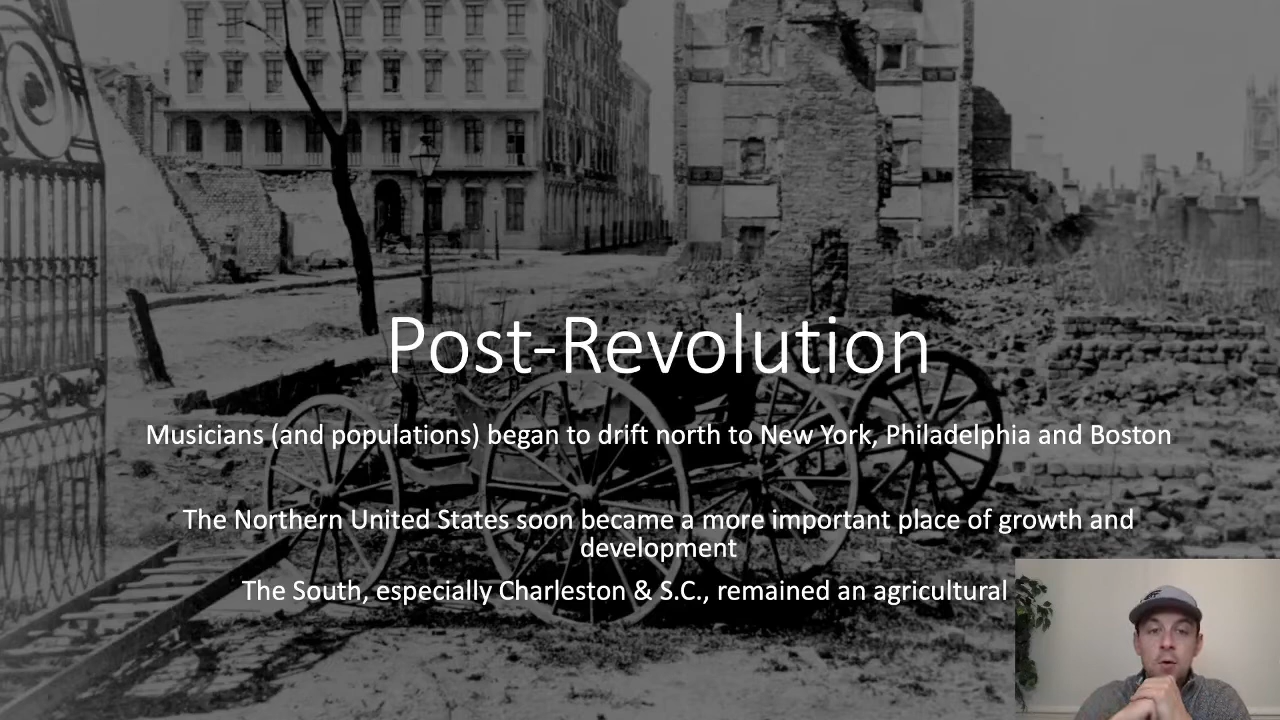 Post-Revolution
Musicians (and populations) began to drift north to New York, Philadelphia and Boston
The Northern United States soon became a more important place of growth and
development
The South, especially Charleston & S.C., remained an agricultural